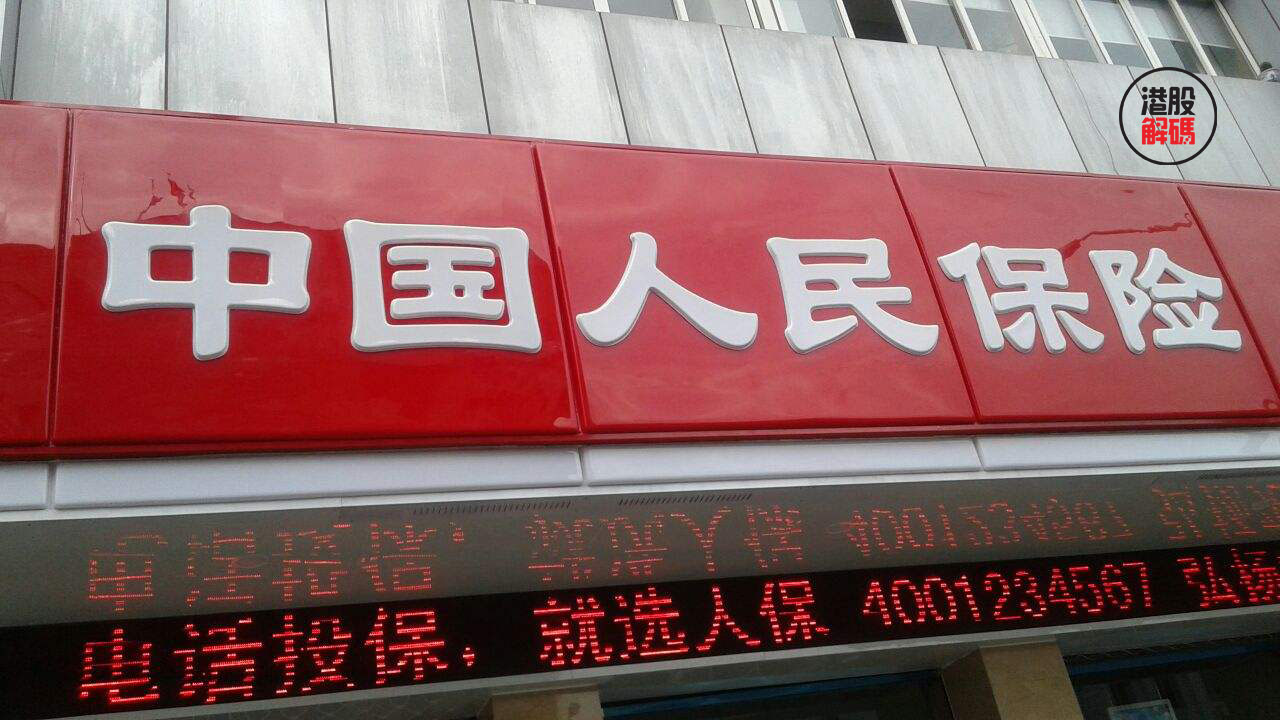 港股
解碼
中国人民保险
电话投保，就选人保 4001234567 弘扬